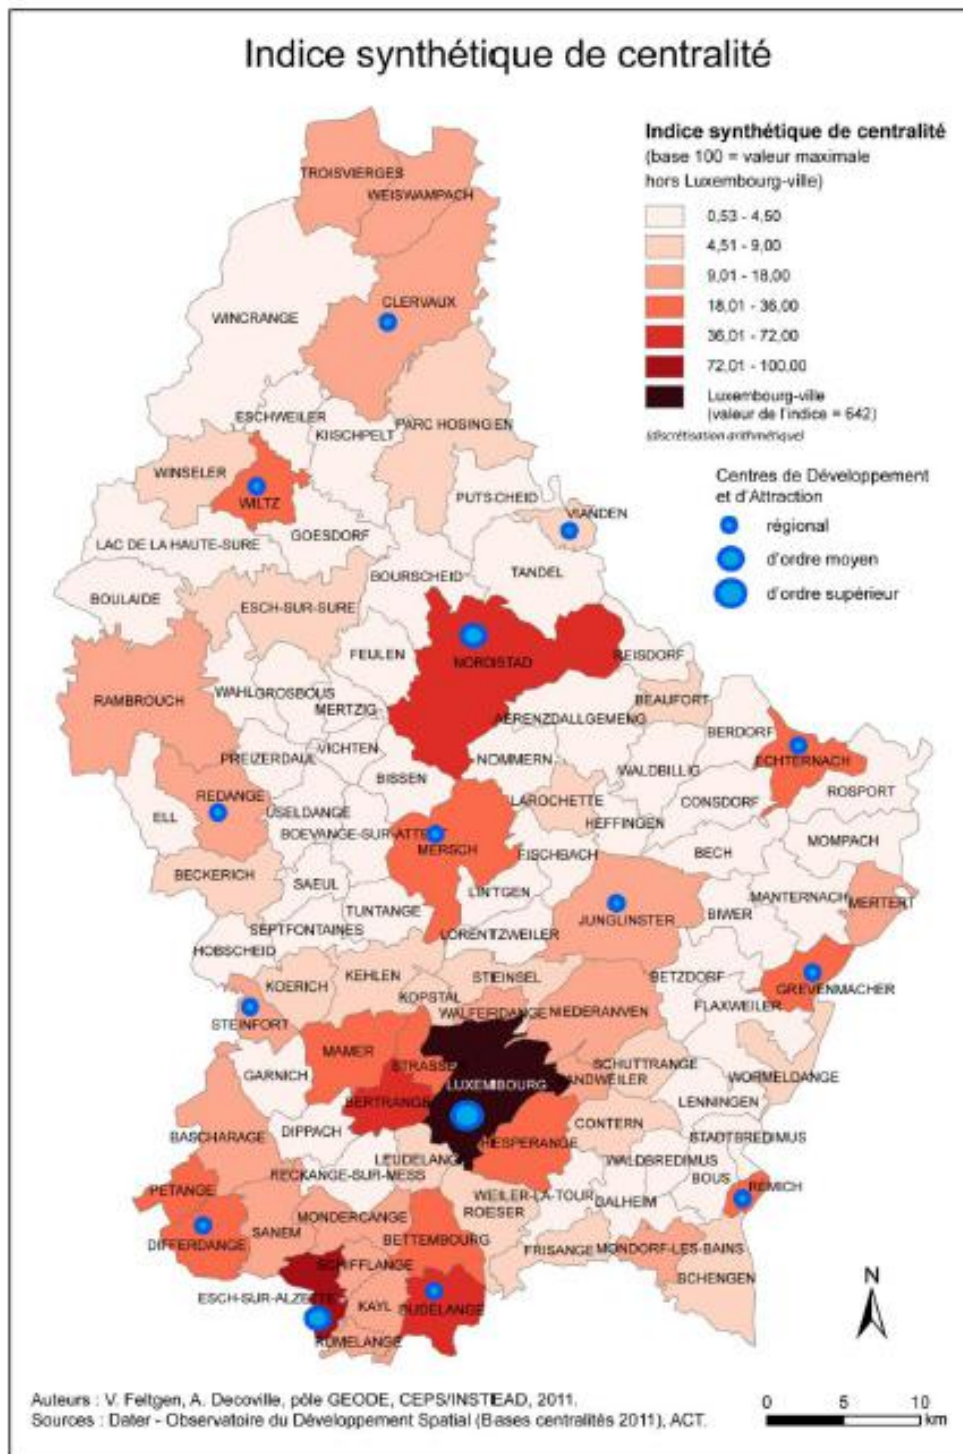 Indice synthétique de centralité
Indice synthétique de centralité
(base 100 = valeur maximale
hors Luxembourg-ville)
0,53 - 4,50
4,51 - 9,00
9,01 - 18,00
18,01 - 36,00
36,01 - 72,00
72,01 - 100,00
Luxembourg-ville
(valeur de l'indice = 642)
(discrétisation arithmétique)
Centres de Développement
et d'Attraction
régional
d'ordre moyen
d'ordre supérieur
TROISVIERGES
WEISWAMPACH
CLERVAUX
WINCRANGE
ESCHWEILER
KIISCHPELT
PARC HOSINGEN
WINSELER
WILTZ
PUTSCHEID
VIANDEN
GOESDORF
LAC DE LA HAUTE-SURE
BOURSCHEID
TANDEL
BOULAIDE
ESCH-SUR-SURE
FEULEN
NORDISTAD
REISDORF
RAMBROUCH
WAHL
GROSBOUS
MERTZIG
BEAUFORT
AERENZDALLGEMENG
BERDORF
PREIZERDAUL
VICHTEN
NOMMERN
ECHTERNACH
BISSEN
WALDBILLIG
ROSPORT
REDANGE
USELDANGE
LAROCHETTE
CONSDORF
ELL
BOEVANGE-SUR-ATTERT
HEFFINGEN
MERSCH
FISCHBACH
BECH
MOMPACH
BECKERICH
SAEUL
LINTGEN
MANTERNACH
MERTERT
TUNTANGE
JUNGLINSTER
BIWER
SEPTFONTAINES
LORENTZWEILER
HOBSCHEID
KEHLEN
STEINSEL
BETZDORF
KOERICH
GREVENMACHER
KOPSTAL
WALFERDANGE
NIEDERANVEN
FLAXWEILER
STEINFORT
MAMER
STRASSE
SCHUTTRANGE
GARNICH
LUXEMBOURG
ANDWEILER
WORMELDANGE
BERTRANGE
LENNINGEN
BASCHARAGE
DIPPACH
HESPERANGE
CONTERN
STADTBREDIMUS
LEUDELANG
WALDBREDIMUS
RECKANGE-SUR-MESS
BOUS
REMICH
PETANGE
WEILER-LA-TOUR
DALHEIM
MONDERCANGE
ROESER
SANEM
BETTEMBOURG
DIFFERDANGE
FRISANGE
MONDORF-LES-BAINS
SCHIFFLANGE
SCHENGEN
ESCH-SUR-ALZETTE
KAYL
DUDELANGE
RUMELANGE
N
Auteurs : V. Feltgen, A. Decoville, pôle GEODE, CEPS/INSTEAD, 2011.
Sources : Dater - Observatoire du Développement Spatial (Bases centralités 2011), ACT.
0 5 10
km